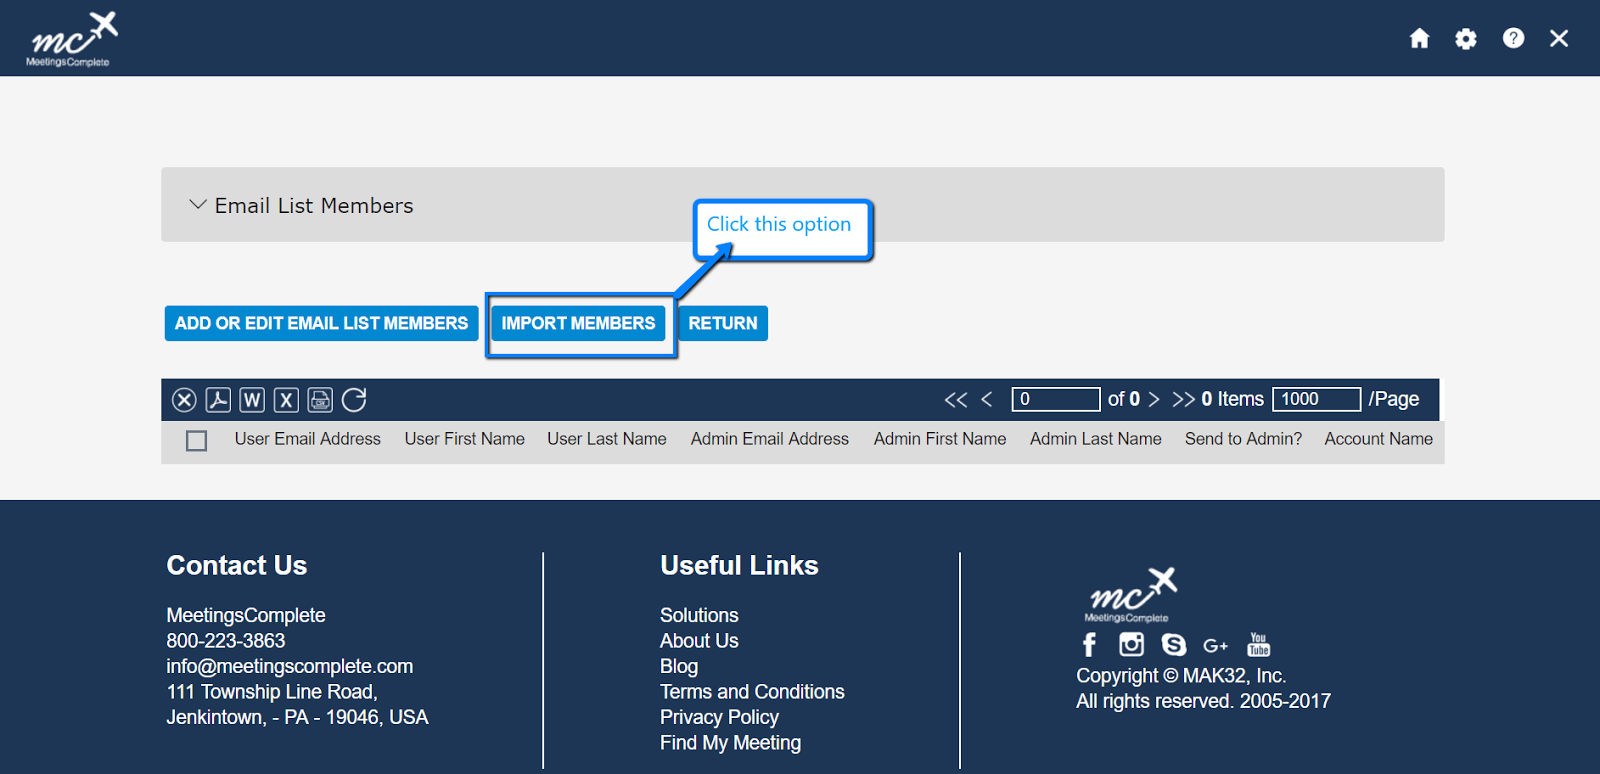 mc
MeetingsComplete
Email List Members
Click this option
ADD OR EDIT EMAIL LIST MEMBERS IMPORT MEMBERS RETURN
W X << < 0 of 0 > >> 0 Items 1000 /Page
User Email Address User First Name User Last Name Admin Email Address Admin First Name Admin Last Name Send to Admin? Account Name
Contact Us
MeetingsComplete
800-223-3863
info@meetingscomplete.com
111 Township Line Road,
Jenkintown, - PA - 19046, USA
Useful Links
Solutions
About Us
Blog
Terms and Conditions
Privacy Policy
Find My Meeting
mc
MeetingsComplete
f S G+ You Tube
Copyright © MAK32, Inc.
All rights reserved. 2005-2017